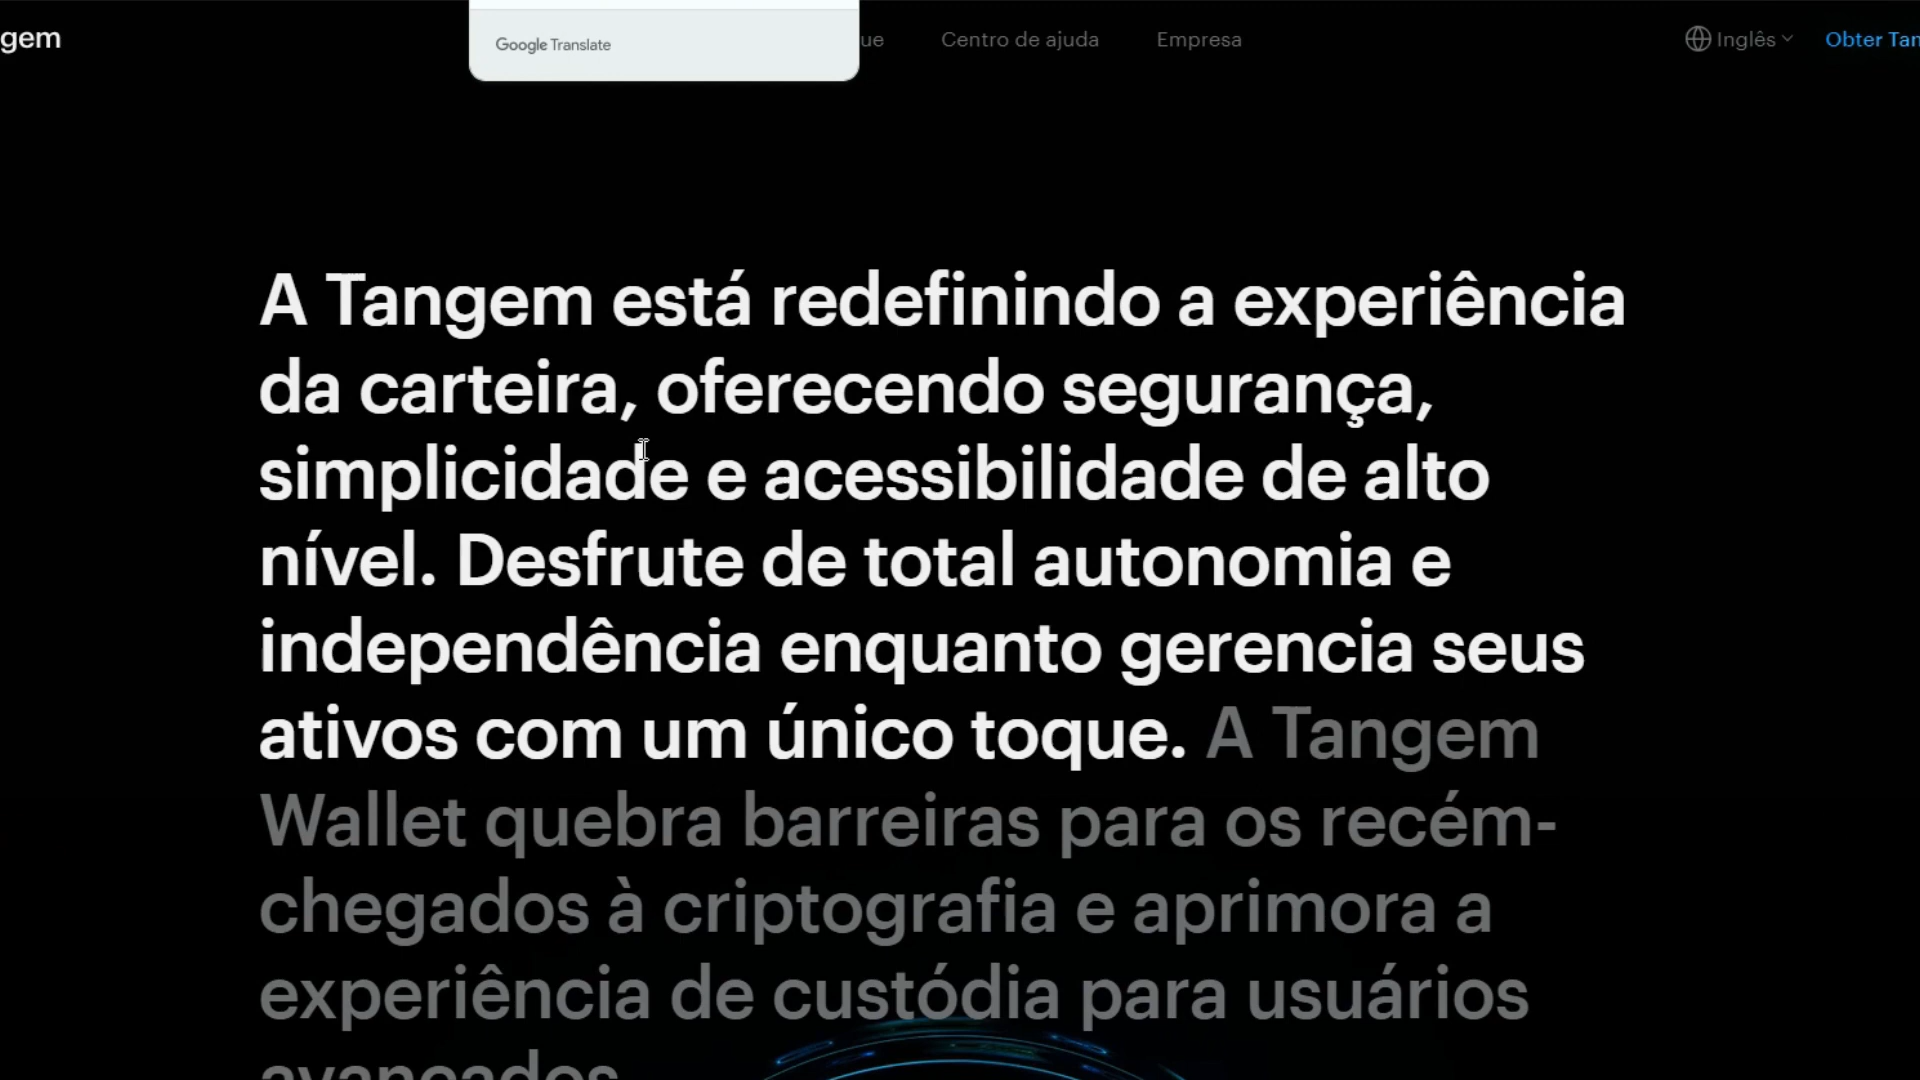 gem
Google Translate
ue
Centro de ajuda
Empresa
Inglês
Obter Tan
A Tangem está redefinindo a experiência
da carteira, oferecendo segurança,
simplicidade e acessibilidade de alto
nível. Desfrute de total autonomia e
independência enquanto gerencia seus
ativos com um único toque. A Tangem
Wallet quebra barreiras para os recém-
chegados à criptografia e aprimora a
experiência de custódia para usuários
avançados.